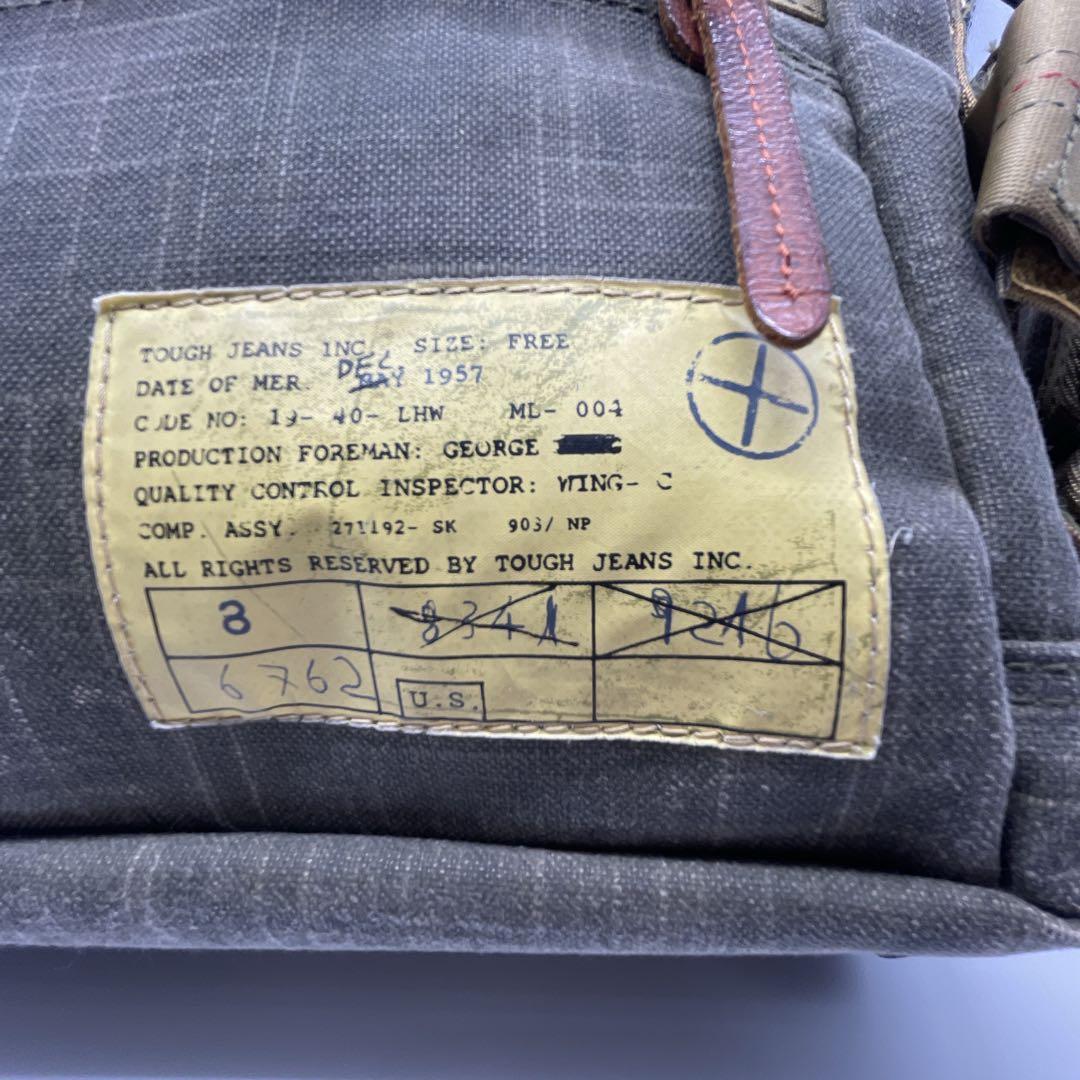 TOUGH JEANS INC. SIZE: FREE
DATE OF MER. DEC MAY 1957
CODE NO: 19- 40- LHW ML- 004
PRODUCTION FOREMAN: GEORGE
QUALITY CONTROL INSPECTOR: WING- C
COMP. ASSY. 271192- SK 903/ NP
ALL RIGHTS RESERVED BY TOUGH JEANS INC.
8 8341 9216
6762 U.S.